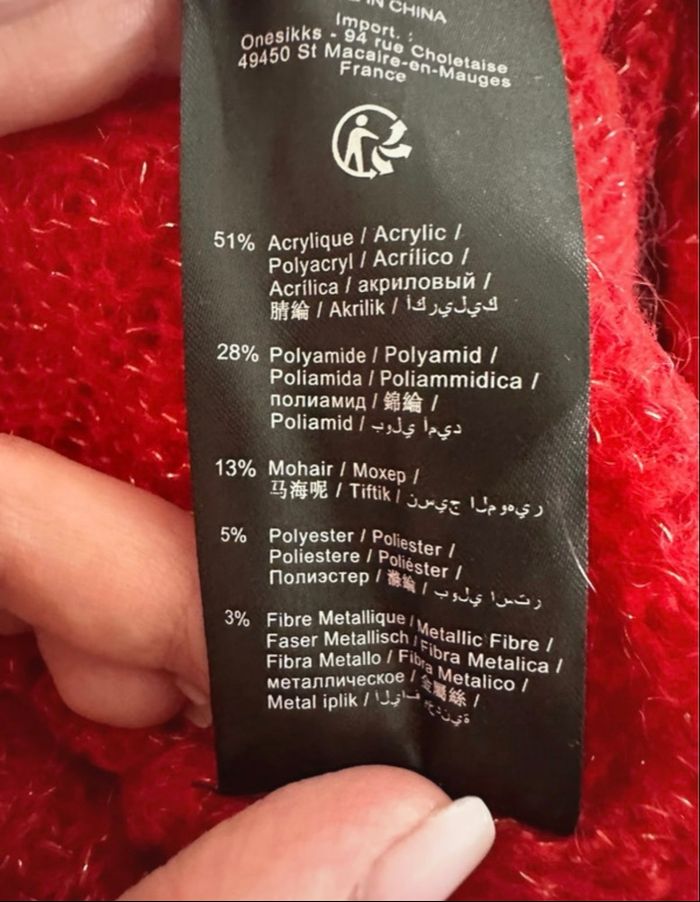 IN CHINA
Import. :
Onesikks - 94 rue Choletaise
49450 St Macaire-en-Mauges
France
51% Acrylique / Acrylic /
Polyacryl / Acrílico /
Acrílica / акриловый /
腈綸 / Akrilik / أكريليك
28% Polyamide / Polyamid /
Poliamida / Poliammidica /
полиамид / 錦綸 /
Poliamid / بولي أميد
13% Mohair / Мохер /
马海呢 / Tiftik / نسيج الموهير
5% Polyester / Poliester /
Poliestere / Poliéster /
Полиэстер / 滌綸 / بولي استر
3% Fibre Metallique / Metallic Fibre /
Faser Metallisch / Fibra Metalica /
Fibra Metallo / Fibra Metalico /
металлическое / 金屬絲 /
Metal iplik / ألياف